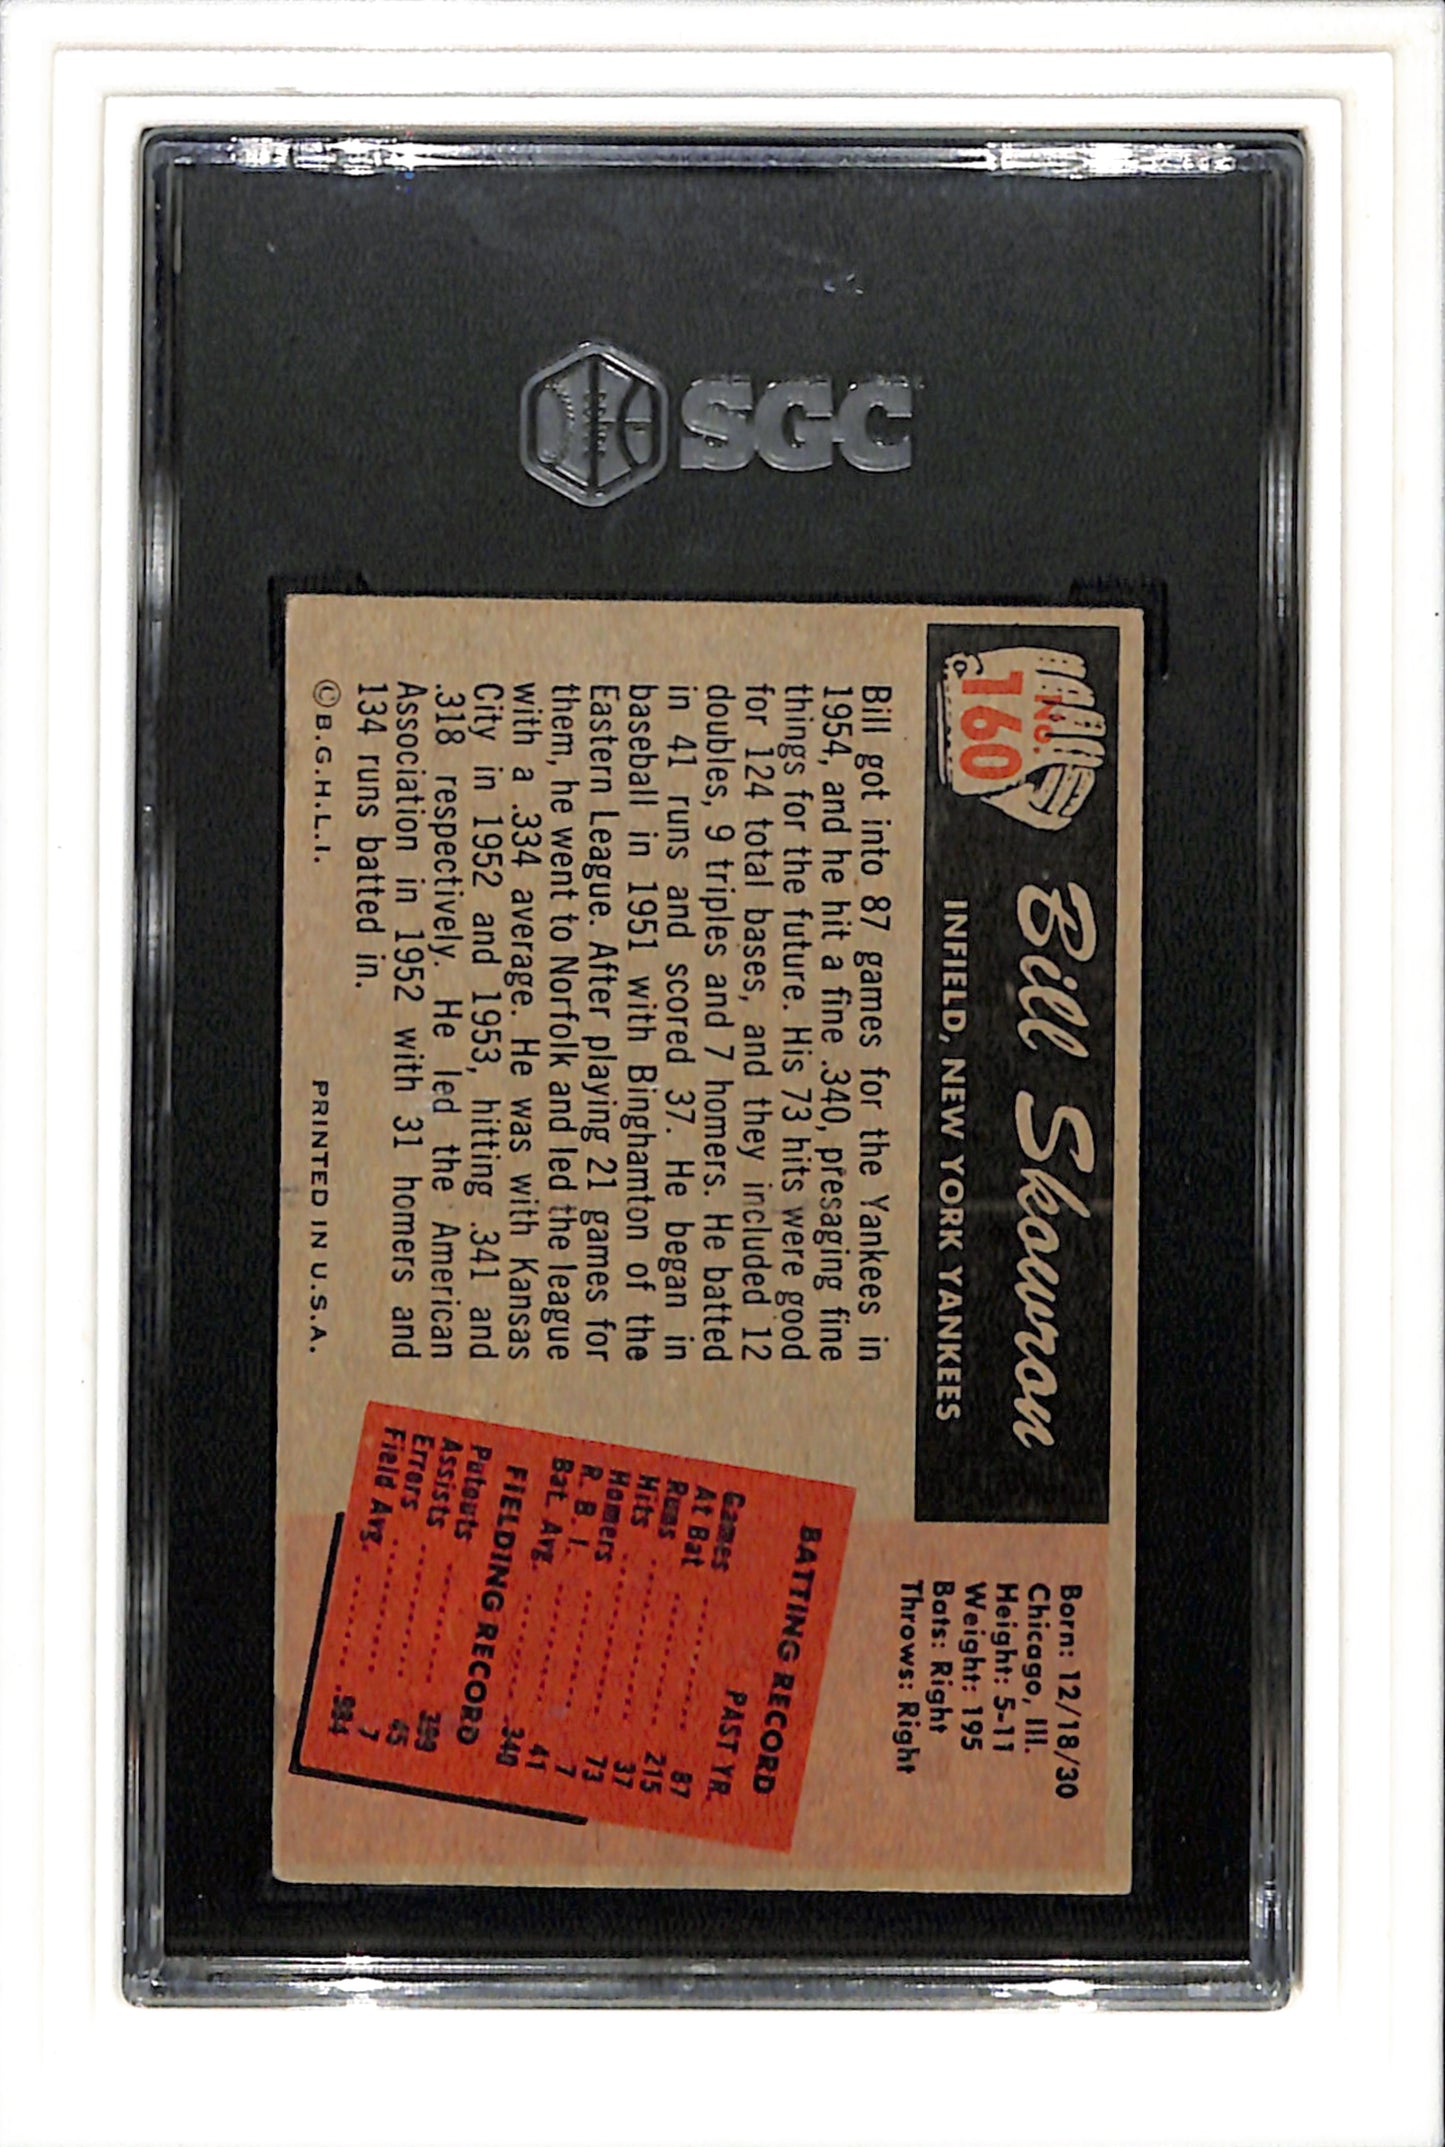 SGC
No.
160
Bill Skowron
INFIELD, NEW YORK YANKEES
Born: 12/18/30
Chicago, Ill.
Height: 5-11
Weight: 195
Bats: Right
Throws: Right
Bill got into 87 games for the Yankees in
1954, and he hit a fine .340, presaging fine
things for the future. His 73 hits were good
for 124 total bases, and they included 12
doubles, 9 triples and 7 homers. He batted
in 41 runs and scored 37. He began in
baseball in 1951 with Binghamton of the
Eastern League. After playing 21 games for
them, he went to Norfolk and led the league
with a .334 average. He was with Kansas
City in 1952 and 1953, hitting .341 and
.318 respectively. He led the American
Association in 1952 with 31 homers and
134 runs batted in.
BATTING RECORD
PAST YR.
Games 87
At Bat 215
Runs 37
Hits 73
Homers 7
R. B. I. 41
Bat. Avg. .340
FIELDING RECORD
Putouts
Assists 45
Errors 7
Field Avg.
© B. G. H. L. I.
PRINTED IN U. S. A.